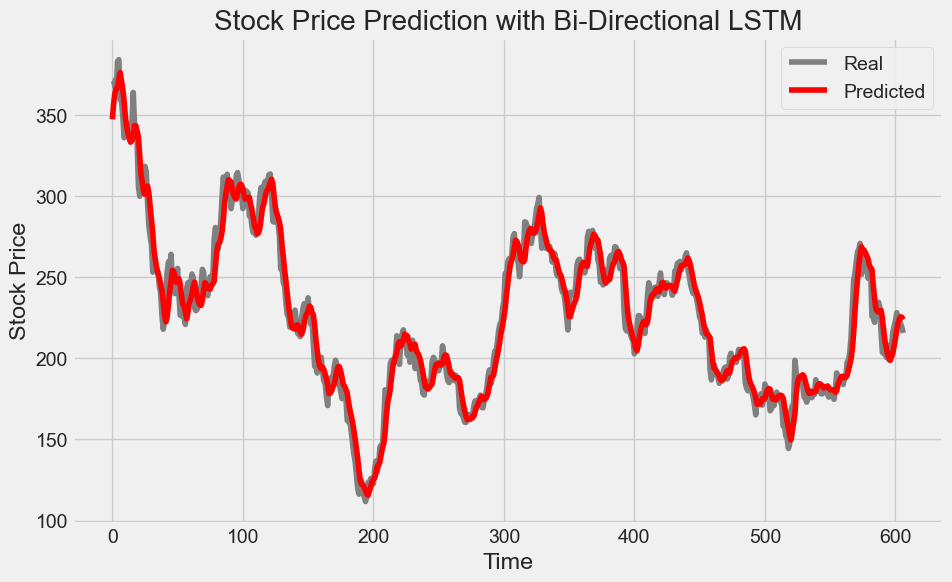 Stock Price Prediction with Bi-Directional LSTM
Real
Predicted
350
300
250
200
150
100
Stock Price
0 100 200 300 400 500 600
Time